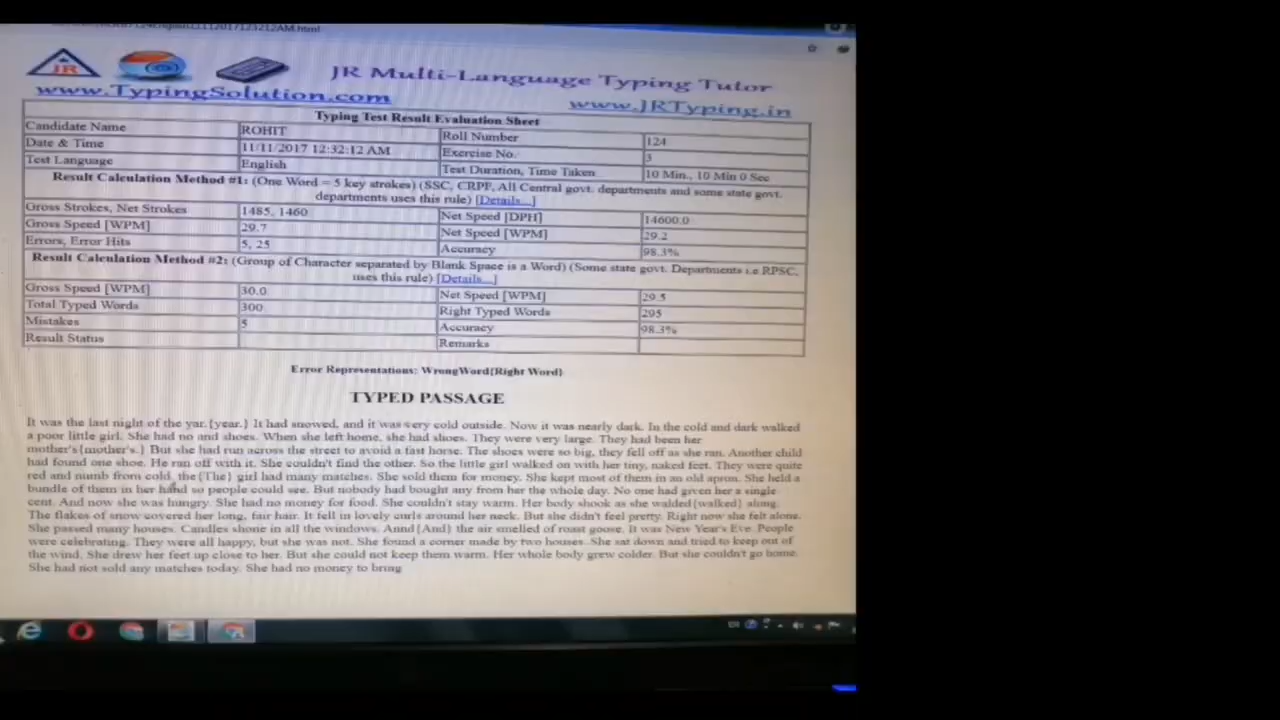 JR
JR Multi-Language Typing Tutor
www.TypingSolution.com
www.JRTyping.in
Typing Test Result Evaluation Sheet
Candidate Name ROHIT Roll Number 124
Date & Time 11/11/2017 12:32:12 AM Exercise No. 3
Test Language English Test Duration, Time Taken 10 Min., 10 Min 0 Sec
Result Calculation Method #1: (One Word = 5 key strokes) (SSC, CRPF, All Central govt. departments and some state govt.
departments uses this rule) [Details...]
Gross Strokes, Net Strokes 1485, 1460 Net Speed [DPH] 14600.0
Gross Speed [WPM] 29.7 Net Speed [WPM] 29.2
Errors, Error Hits 5, 25 Accuracy 98.3%
Result Calculation Method #2: (Group of Character separated by Blank Space is a Word) (Some state govt. Departments i.e RPSC,
uses this rule) [Details...]
Gross Speed [WPM] 30.0 Net Speed [WPM] 29.5
Total Typed Words 300 Right Typed Words 295
Mistakes 5 Accuracy 98.3%
Result Status Remarks
Error Representations: WrongWord{Right Word}
TYPED PASSAGE
It was the last night of the yar.{year.} It had snowed, and it was very cold outside. Now it was nearly dark. In the cold and dark walked
a poor little girl. She had no and shoes. When she left home, she had shoes. They were very large. They had been her
mother's{mother's.} But she had run across the street to avoid a fast horse. The shoes were so big, they fell off as she ran. Another child
had found one shoe. He ran off with it. She couldn't find the other. So the little girl walked on with her tiny, naked feet. They were quite
red and numb from cold. the{The} girl had many matches. She sold them for money. She kept most of them in an old apron. She held a
bundle of them in her hand so people could see. But nobody had bought any from her the whole day. No one had given her a single
cent. And now she was hungry. She had no money for food. She couldn't stay warm. Her body shook as she walded{walked} along.
The flakes of snow covered her long, fair hair. It fell in lovely curls around her neck. But she didn't feel pretty. Right now she felt alone.
She passed many houses. Candles shone in all the windows. Annd{And} the air smelled of roast goose. It was New Year's Eve. People
were celebrating. They were all happy, but she was not. She found a corner made by two houses. She sat down and tried to keep out of
the wind. She drew her feet up close to her. But she could not keep them warm. Her whole body grew colder. But she couldn't go home.
She had not sold any matches today. She had no money to bring